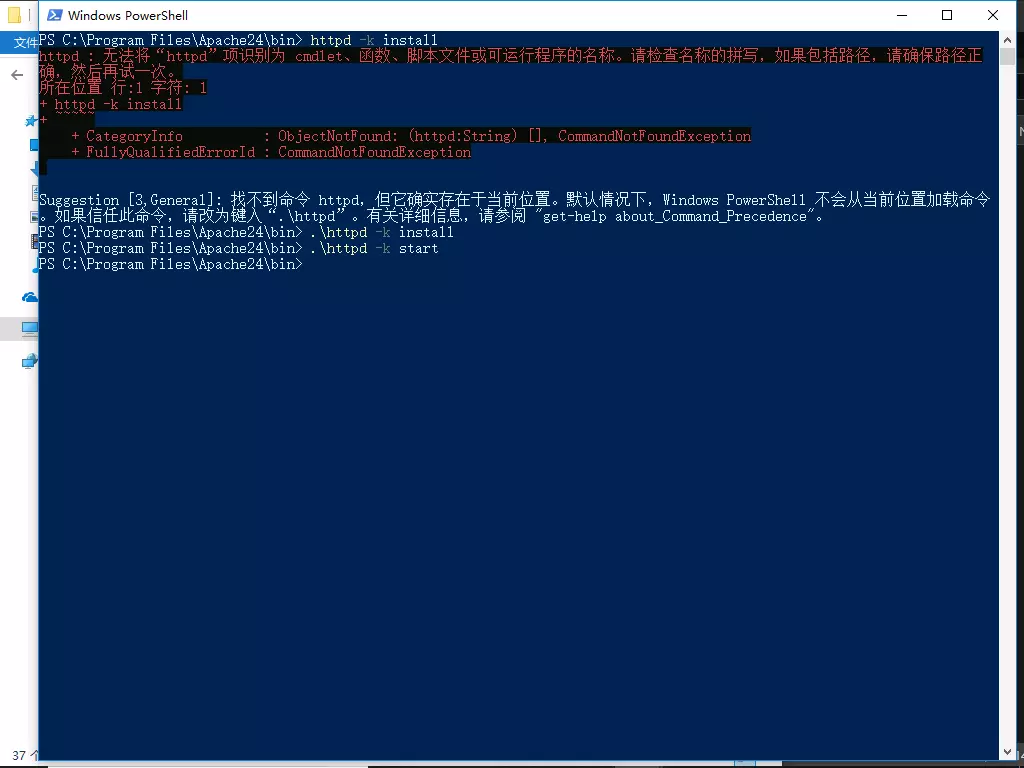 Windows PowerShell
文件
PS C:\Program Files\Apache24\bin> httpd -k install
httpd : 无法将“httpd”项识别为 cmdlet、函数、脚本文件或可运行程序的名称。请检查名称的拼写，如果包括路径，请确保路径正
确，然后再试一次。
所在位置 行:1 字符: 1
+ httpd -k install
+ ~~~~~
+ CategoryInfo : ObjectNotFound: (httpd:String) [], CommandNotFoundException
+ FullyQualifiedErrorId : CommandNotFoundException
Suggestion [3,General]: 找不到命令 httpd，但它确实存在于当前位置。默认情况下，Windows PowerShell 不会从当前位置加载命令
。如果信任此命令，请改为键入“.\httpd”。有关详细信息，请参阅 "get-help about_Command_Precedence"。
PS C:\Program Files\Apache24\bin> .\httpd -k install
PS C:\Program Files\Apache24\bin> .\httpd -k start
PS C:\Program Files\Apache24\bin>
37 个